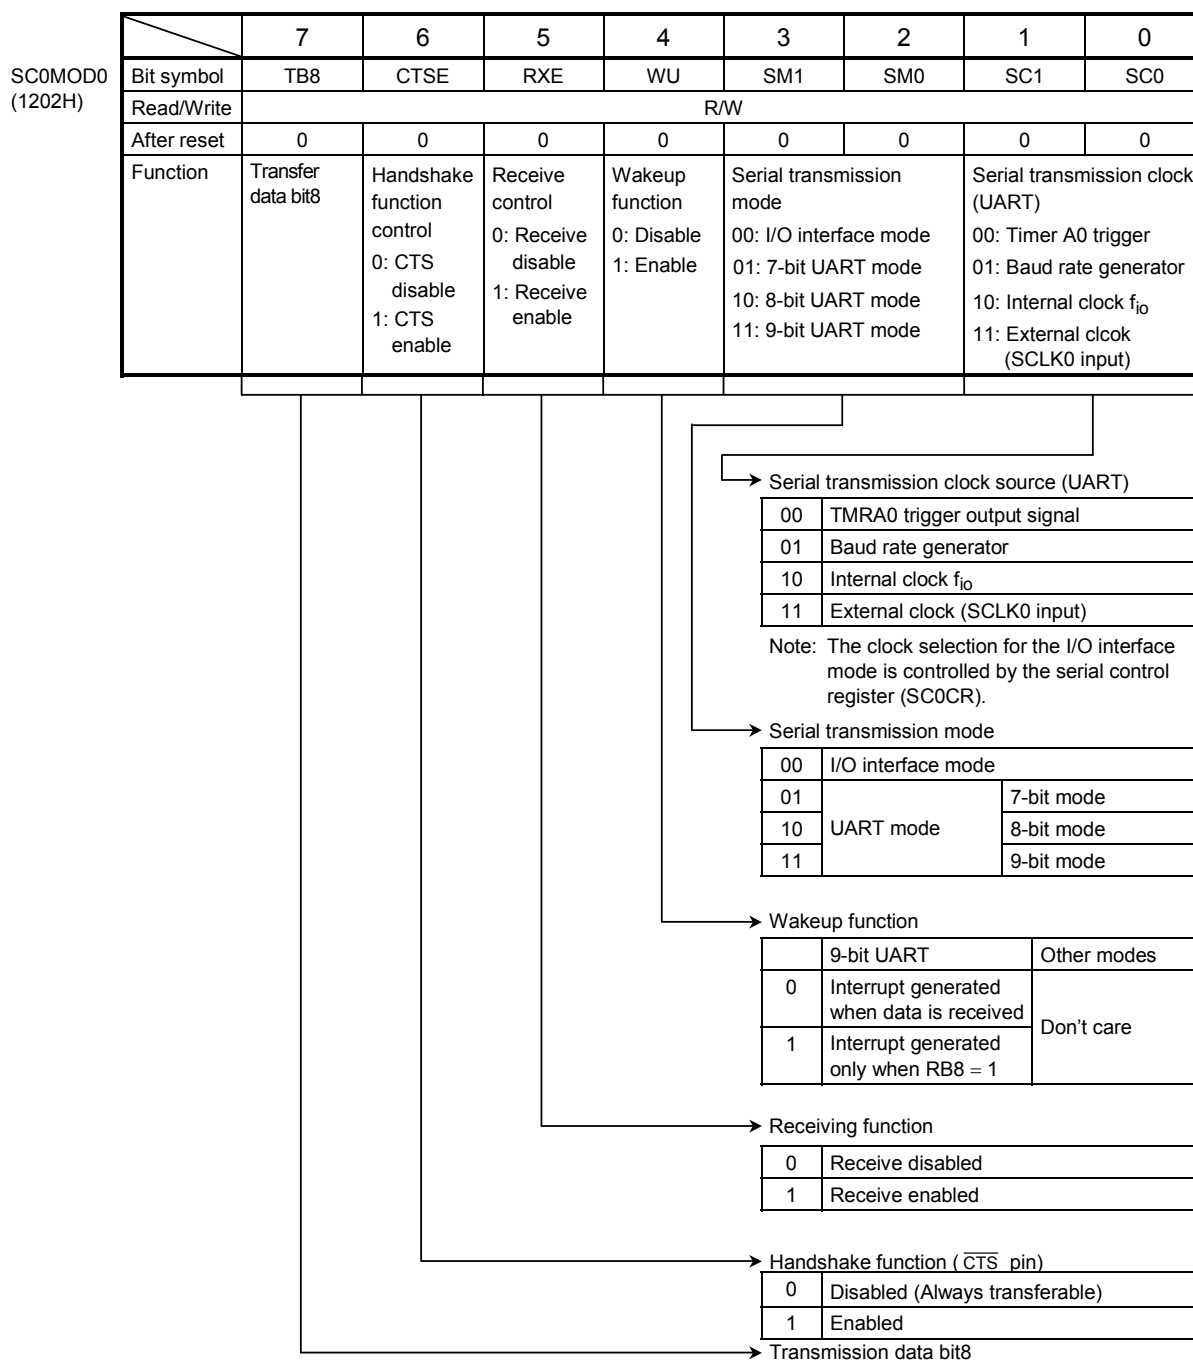 7 6 5 4 3 2 1 0
SC0MOD0
(1202H)
Bit symbol TB8 CTSE RXE WU SM1 SM0 SC1 SC0
Read/Write R/W
After reset 0 0 0 0 0 0 0 0
Function
Transfer
data bit8
Handshake
function
control
0: CTS
disable
1: CTS
enable
Receive
control
0: Receive
disable
1: Receive
enable
Wakeup
function
0: Disable
1: Enable
Serial transmission
mode
00: I/O interface mode
01: 7-bit UART mode
10: 8-bit UART mode
11: 9-bit UART mode
Serial transmission clock
(UART)
00: Timer A0 trigger
01: Baud rate generator
10: Internal clock fio
11: External clcok
(SCLK0 input)
Serial transmission clock source (UART)
00 TMRA0 trigger output signal
01 Baud rate generator
10 Internal clock fio
11 External clock (SCLK0 input)
Note: The clock selection for the I/O interface
mode is controlled by the serial control
register (SC0CR).
Serial transmission mode
00 I/O interface mode
01 7-bit mode
10 UART mode 8-bit mode
11 9-bit mode
Wakeup function
9-bit UART Other modes
0 Interrupt generated
when data is received
Don't care
1 Interrupt generated
only when RB8 = 1
Receiving function
0 Receive disabled
1 Receive enabled
Handshake function ( CTS pin)
0 Disabled (Always transferable)
1 Enabled
Transmission data bit8